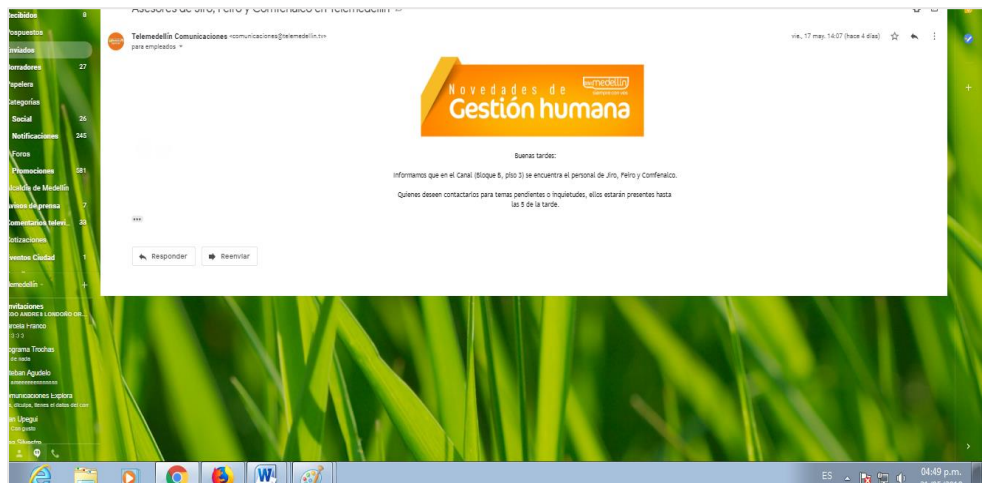 Asesores de Jiro, Feiro y Comfenalco en Telemedellín
Recibidos 8
Pospuestos
Enviados
Borradores 27
Papelera
Categorías
Social 26
Notificaciones 245
Foros
Promociones 581
Alcaldía de Medellín
Avisos de prensa 7
Comentarios televi... 33
Cotizaciones
Eventos Ciudad 1
Telemedellín
Invitaciones
Marcela Franco
Programa Trochas
de nada
Esteban Agudelo
Comunicaciones Explora
Upegui
Telemedellín Comunicaciones <comunicaciones@telemedellin.tv>
para empleados
vie., 17 may. 14:07 (hace 4 días)
Novedades de
telemedellín
Gestión humana
Buenas tardes:
Informamos que en el Canal (Bloque B, piso 3) se encuentra el personal de Jiro, Feiro y Comfenalco.
Quienes deseen contactarlos para temas pendientes o inquietudes, ellos estarán presentes hasta
las 5 de la tarde.
Responder
Reenviar
ES
04:49 p.m.